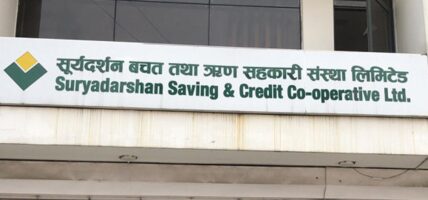 सूर्यदर्शन बचत तथा ऋण सहकारी संस्था लिमिटेड
Suryadarshan Saving & Credit Co-operative Ltd.